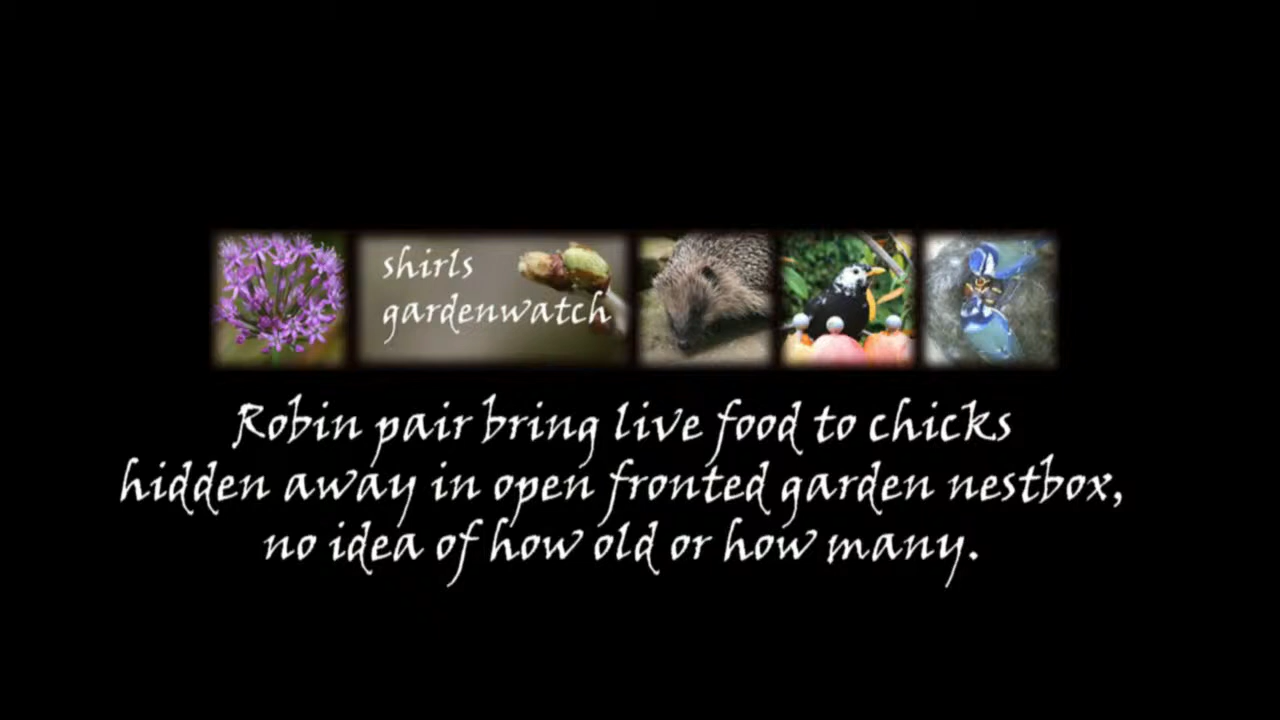 shirls
gardenwatch
Robin pair bring live food to chicks
hidden away in open fronted garden nestbox,
no idea of how old or how many.